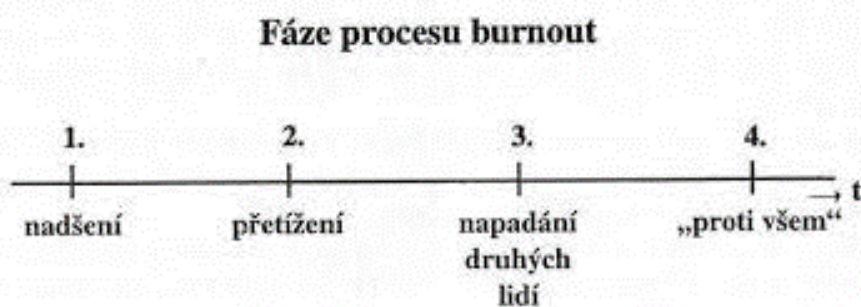 Fáze procesu burnout
1. 2. 3. 4.
→ t
nadšení přetížení napadání „proti všem“
druhých
lidí